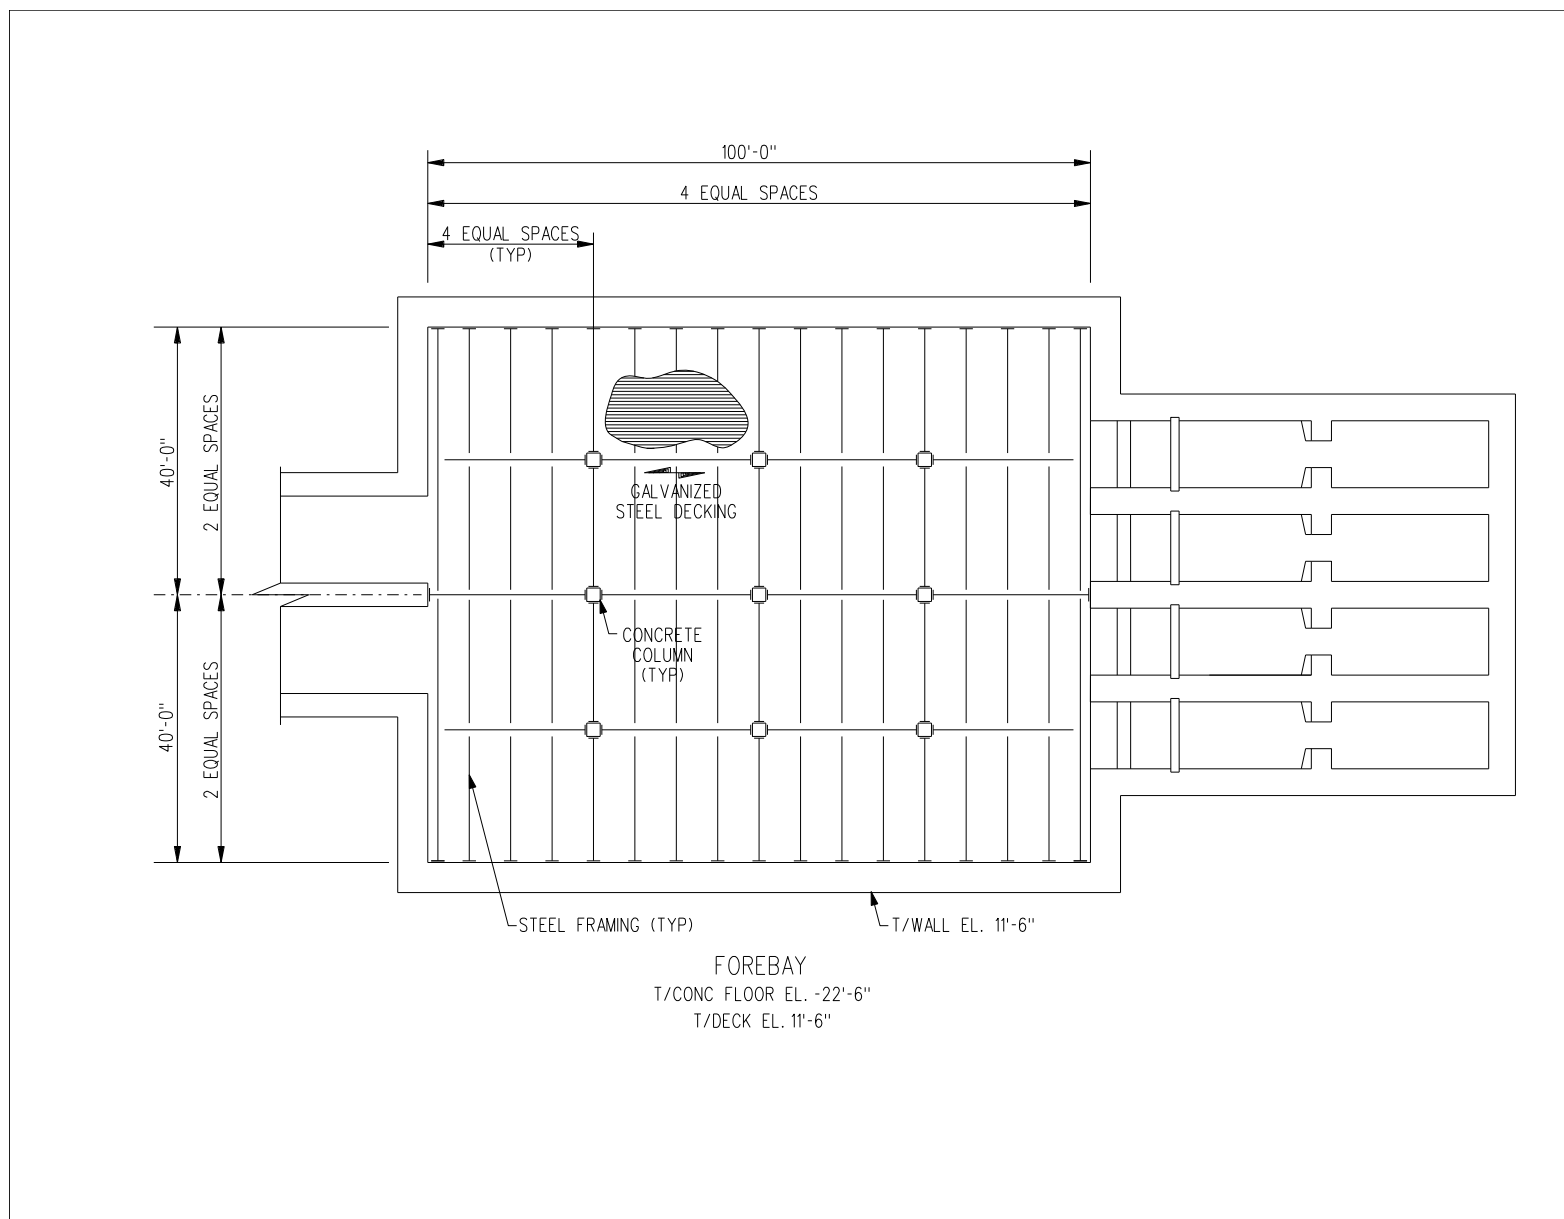 100'-0"
4 EQUAL SPACES
4 EQUAL SPACES
(TYP)
40'-0"
2 EQUAL SPACES
GALVANIZED
STEEL DECKING
CONCRETE
COLUMN
(TYP)
40'-0"
2 EQUAL SPACES
STEEL FRAMING (TYP)
T/WALL EL. 11'-6"
FOREBAY
T/CONC FLOOR EL. -22'-6"
T/DECK EL. 11'-6"